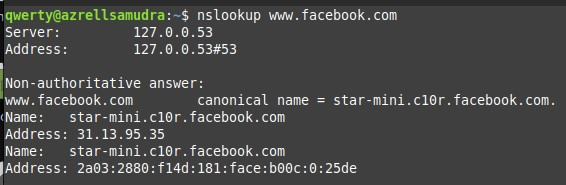 qwerty@azrellsamudra:~$ nslookup www.facebook.com
Server:         127.0.0.53
Address:        127.0.0.53#53

Non-authoritative answer:
www.facebook.com        canonical name = star-mini.c10r.facebook.com.
Name:   star-mini.c10r.facebook.com
Address: 31.13.95.35
Name:   star-mini.c10r.facebook.com
Address: 2a03:2880:f14d:181:face:b00c:0:25de